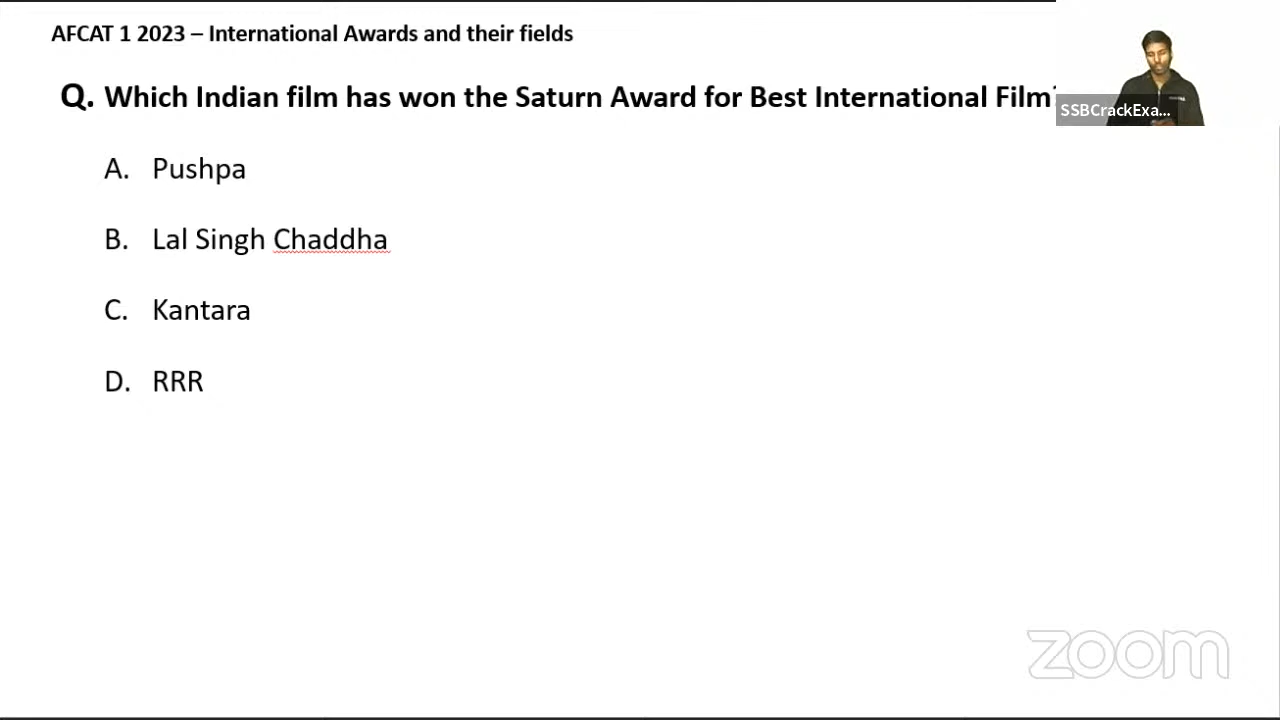 AFCAT 1 2023 – International Awards and their fields
Q. Which Indian film has won the Saturn Award for Best International Film?
SSBCrackExa...
A. Pushpa
B. Lal Singh Chaddha
C. Kantara
D. RRR
zoom